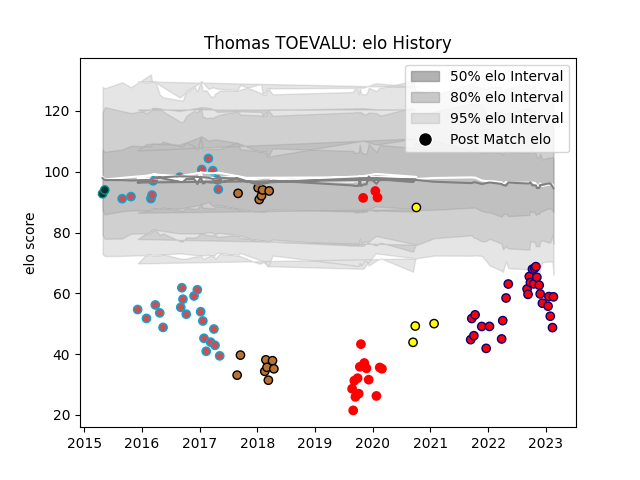 Thomas TOEVALU: elo History
50% elo Interval
80% elo Interval
95% elo Interval
Post Match elo
elo score
120
100
80
60
40
20
2015 2016 2017 2018 2019 2020 2021 2022 2023